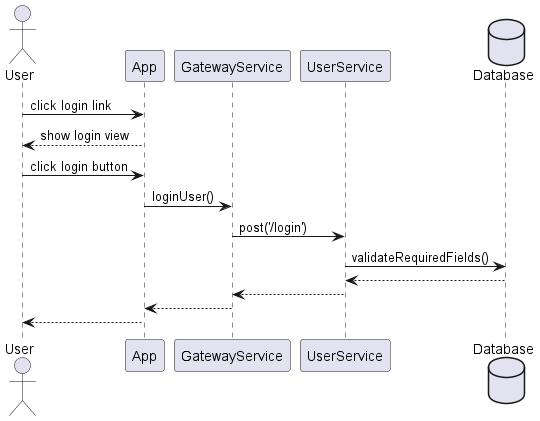 User
App
GatewayService
UserService
Database
click login link
show login view
click login button
loginUser()
post('/login')
validateRequiredFields()
User
App
GatewayService
UserService
Database